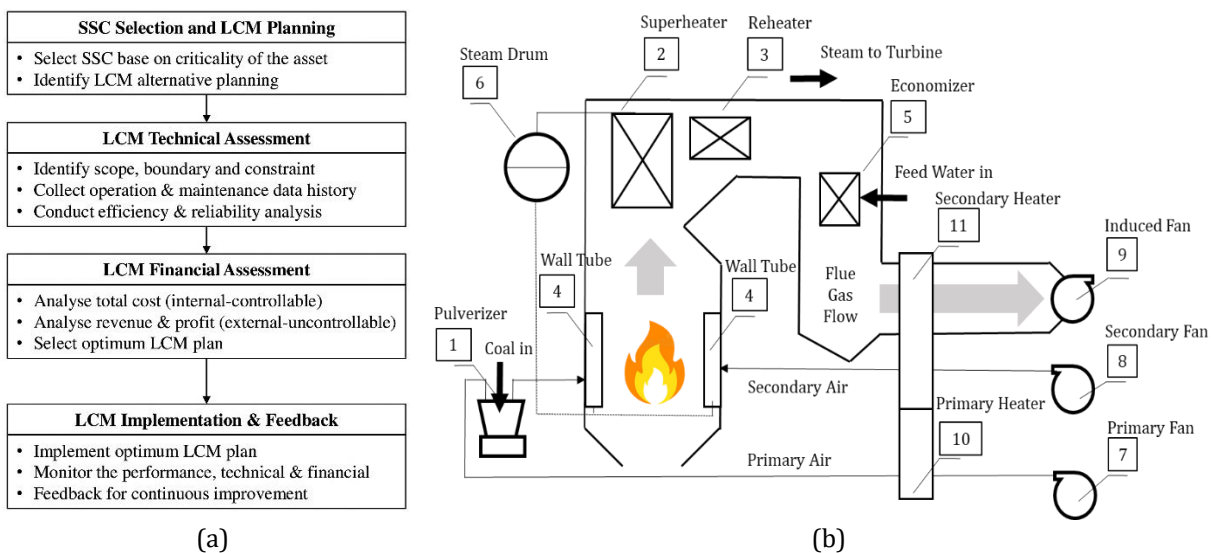 SSC Selection and LCM Planning
• Select SSC base on criticality of the asset
• Identify LCM alternative planning
LCM Technical Assessment
• Identify scope, boundary and constraint
• Collect operation & maintenance data history
• Conduct efficiency & reliability analysis
LCM Financial Assessment
• Analyse total cost (internal-controllable)
• Analyse revenue & profit (external-uncontrollable)
• Select optimum LCM plan
LCM Implementation & Feedback
• Implement optimum LCM plan
• Monitor the performance, technical & financial
• Feedback for continuous improvement
(a)
Superheater
2
Reheater
3
Steam to Turbine
Steam Drum
6
Economizer
5
Feed Water in
Secondary Heater
11
Induced Fan
9
Wall Tube
4
Wall Tube
4
Flue
Gas
Flow
Pulverizer
1
Coal in
Secondary Fan
8
Secondary Air
Primary Heater
10
Primary Air
Primary Fan
7
(b)